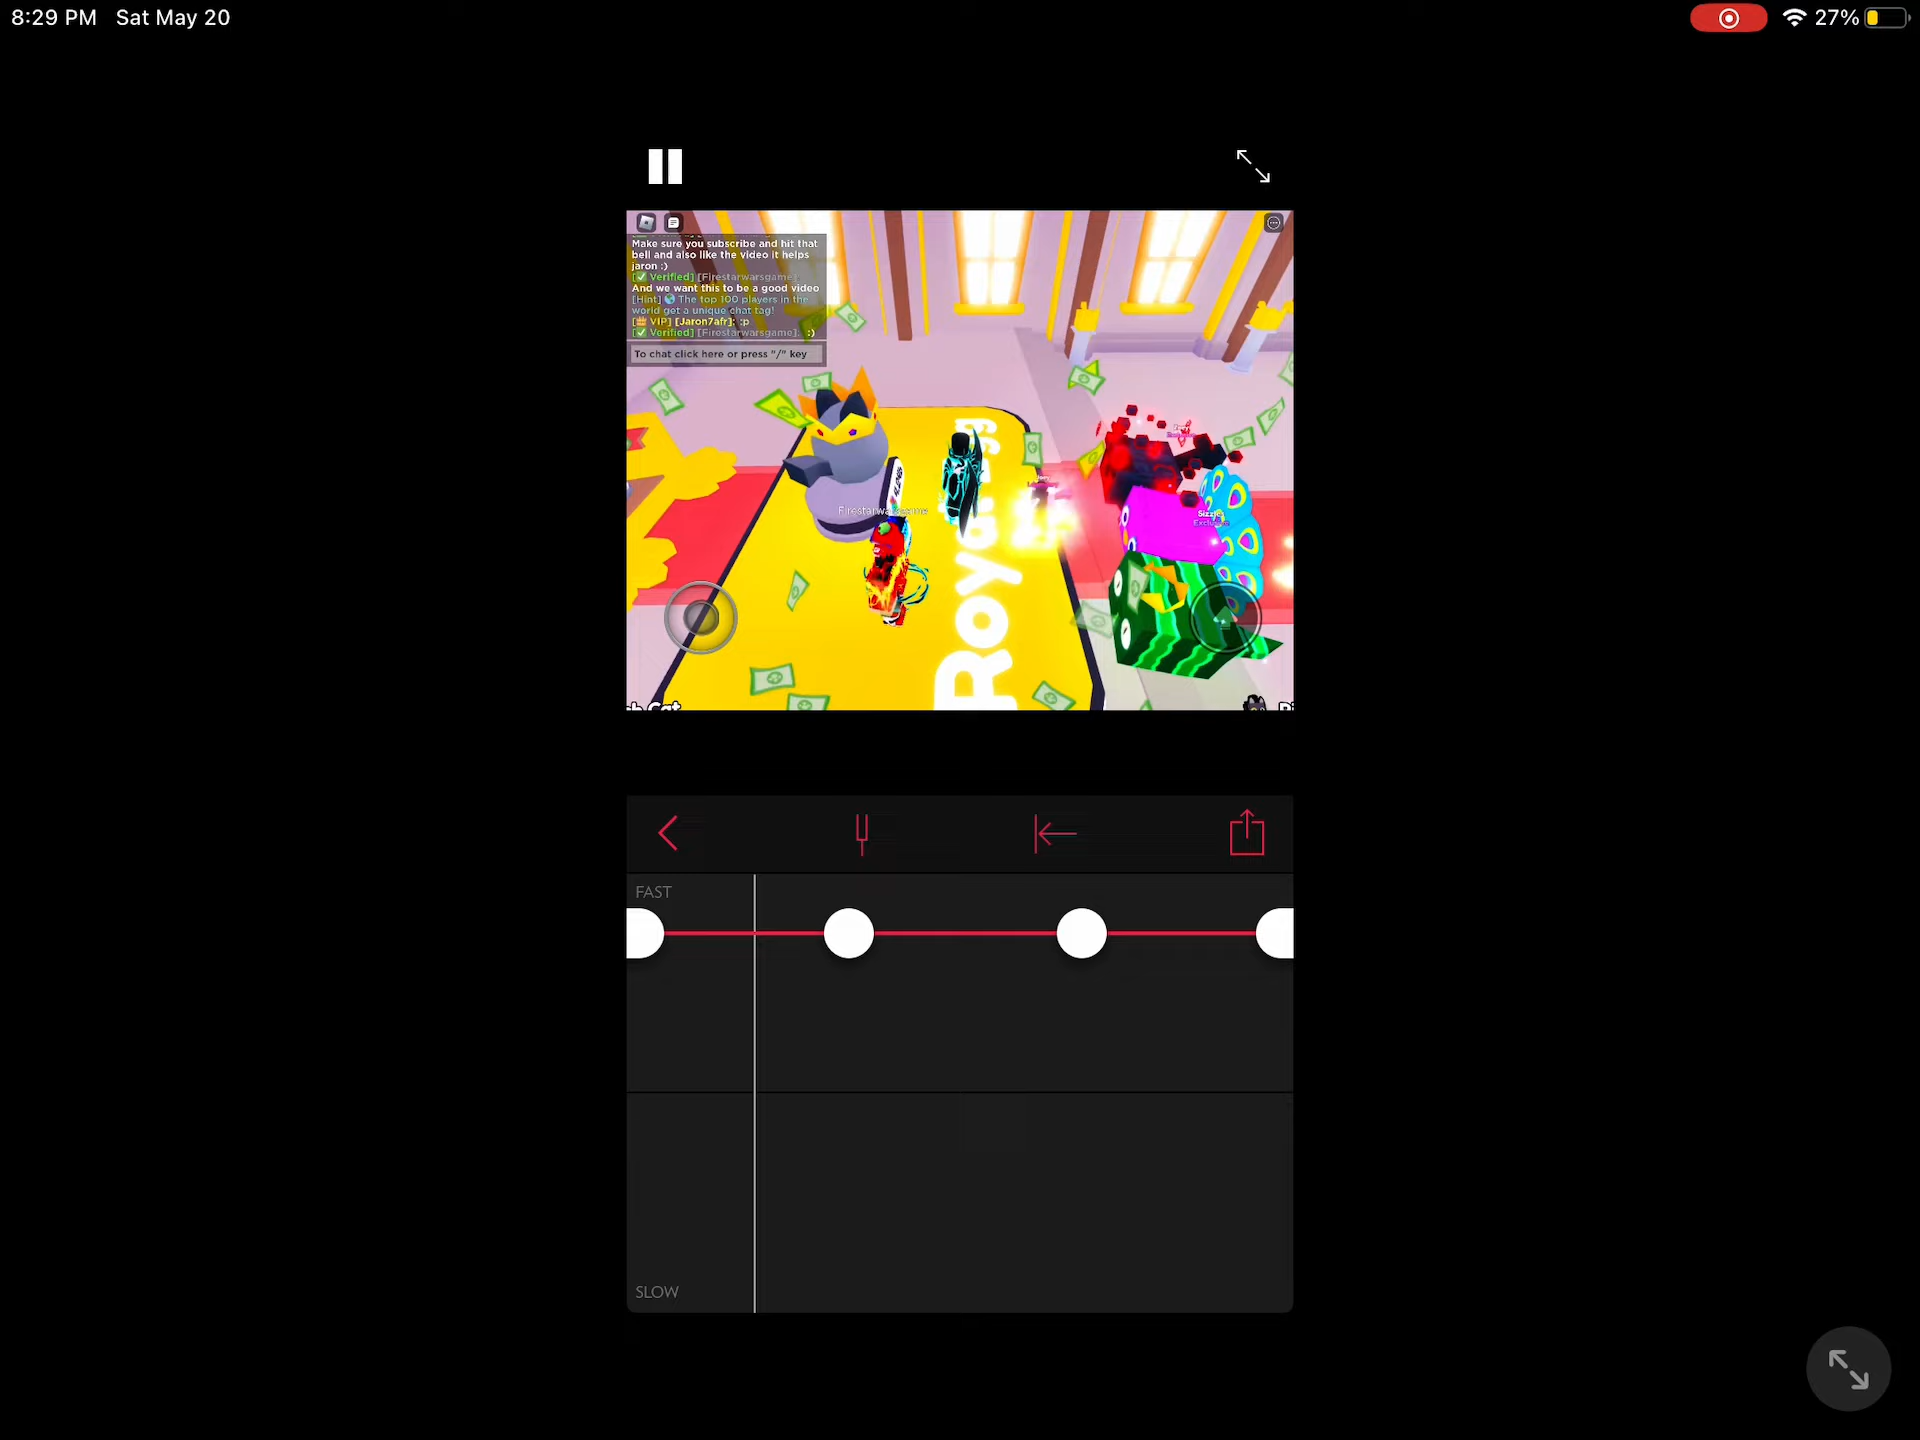 8:29 PM Sat May 20
27%
Make sure you subscribe and hit that
bell and also like the video it helps
jaron :)
[✅ Verified] [Firestarwarsgame]:
And we want this to be a good video
[Hint] 🌎 The top 100 players in the
world get a unique chat tag!
[👑 VIP] [Jaron7afr]: :p
[✅ Verified] [Firestarwarsgame]: :)
To chat click here or press "/" key
Firestarwarsgame
Royal Egg
Exclusive
FAST
SLOW